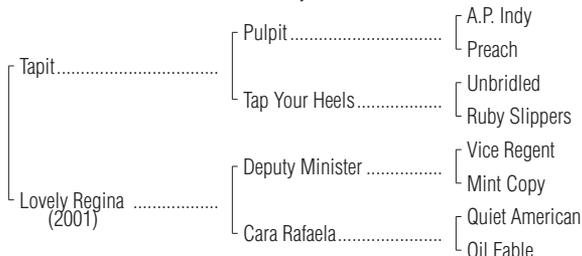 A.P. Indy
Pulpit..............................
Preach
Tapit................................
Unbridled
Tap Your Heels.................
Ruby Slippers
Vice Regent
Deputy Minister ...............
Mint Copy
Lovely Regina .................
(2001)
Quiet American
Cara Rafaela.....................
Oil Fable